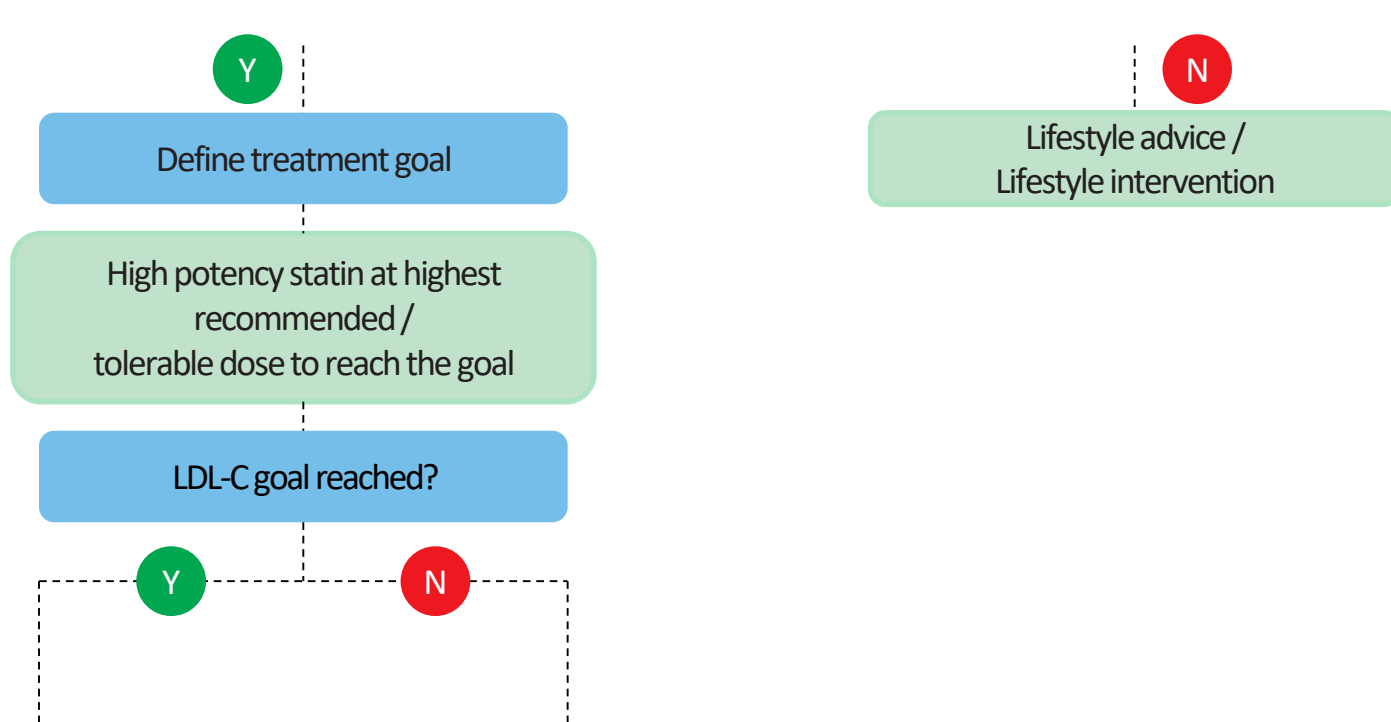 Y
N
Define treatment goal
Lifestyle advice /
Lifestyle intervention
High potency statin at highest
recommended /
tolerable dose to reach the goal
LDL-C goal reached?
Y
N